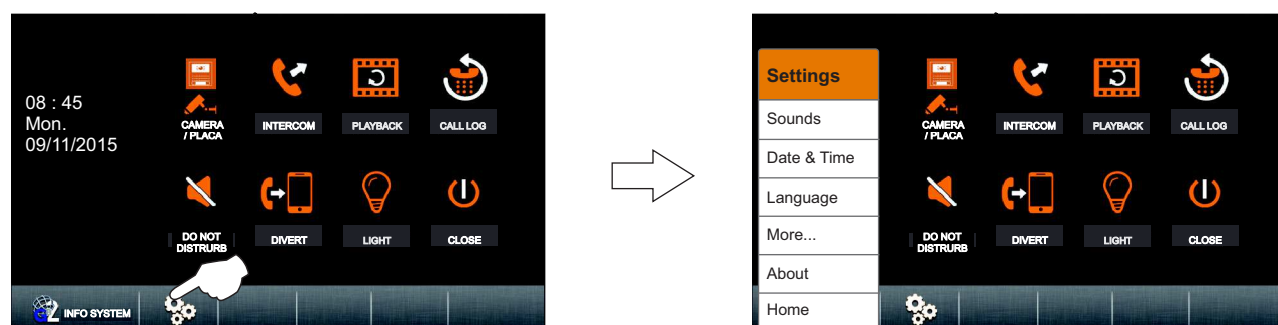 08 : 45
Mon.
09/11/2015
CAMERA
/ PLACA
INTERCOM
PLAYBACK
CALL LOG
DO NOT
DISTRURB
DIVERT
LIGHT
CLOSE
INFO SYSTEM
Settings
Sounds
Date & Time
Language
More...
About
Home
CAMERA
/ PLACA
INTERCOM
PLAYBACK
CALL LOG
DO NOT
DISTRURB
DIVERT
LIGHT
CLOSE